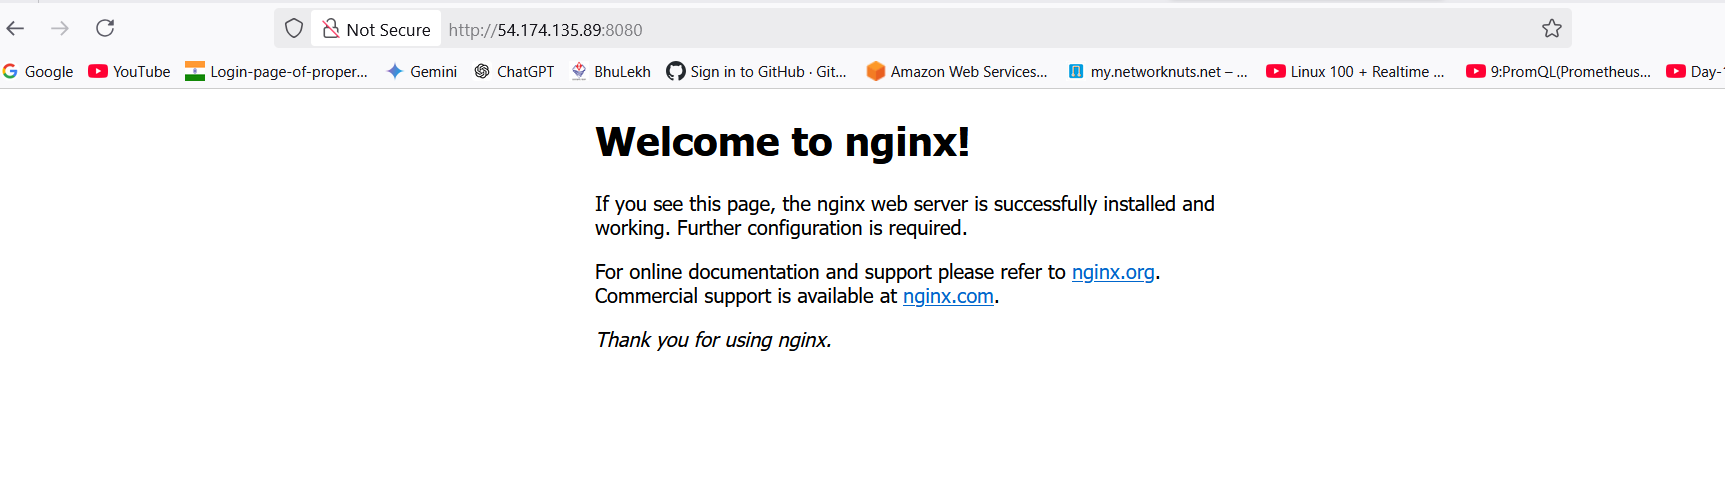 Not Secure http://54.174.135.89:8080
Google YouTube Login-page-of-proper... Gemini ChatGPT BhuLekh Sign in to GitHub · Git... Amazon Web Services... my.networknuts.net – ... Linux 100 + Realtime ... 9:PromQL(Prometheus... Day-
Welcome to nginx!
If you see this page, the nginx web server is successfully installed and
working. Further configuration is required.
For online documentation and support please refer to nginx.org.
Commercial support is available at nginx.com.
Thank you for using nginx.